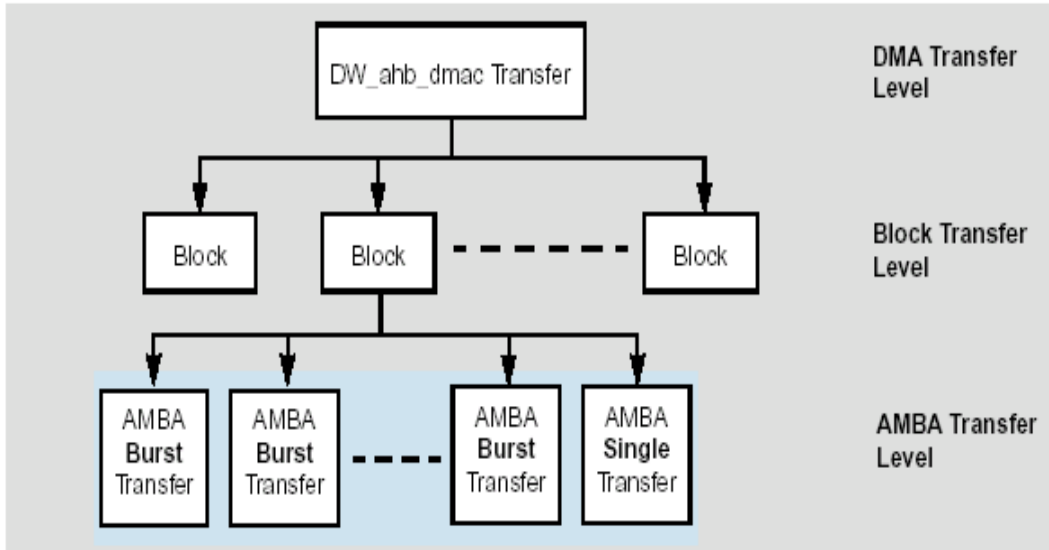 DW_ahb_dmac Transfer
DMA Transfer
Level
Block
Block
Block
Block Transfer
Level
AMBA
Burst
Transfer
AMBA
Burst
Transfer
AMBA
Burst
Transfer
AMBA
Single
Transfer
AMBA Transfer
Level